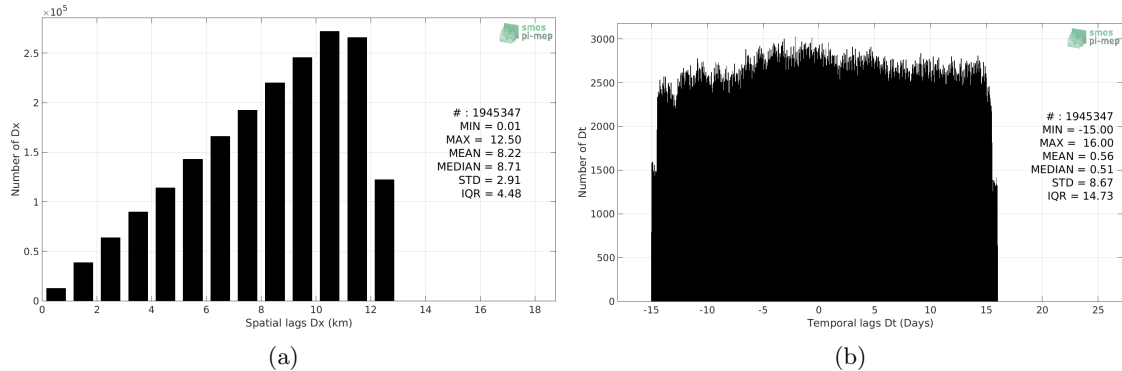 ×10^5
2.5
2
1.5
1
0.5
0
0 2 4 6 8 10 12 14 16 18
Number of Dx
Spatial lags Dx (km)
smos
pi-mep
# : 1945347
MIN = 0.01
MAX = 12.50
MEAN = 8.22
MEDIAN = 8.71
STD = 2.91
IQR = 4.48
(a)
3000
2500
2000
1500
1000
500
0
-15 -10 -5 0 5 10 15 20 25
Number of Dt
Temporal lags Dt (Days)
smos
pi-mep
# : 1945347
MIN = -15.00
MAX = 16.00
MEAN = 0.56
MEDIAN = 0.51
STD = 8.67
IQR = 14.73
(b)